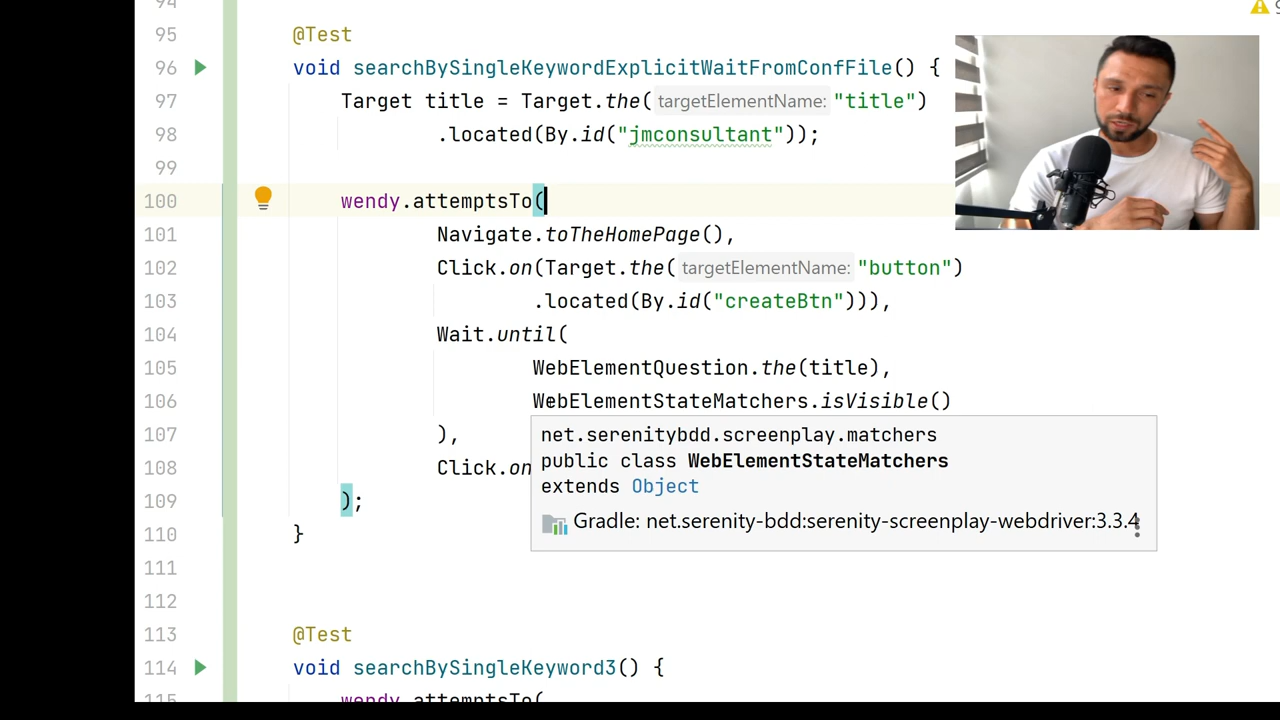 94
95 @Test
96 void searchBySingleKeywordExplicitWaitFromConfFile() {
97 Target title = Target.the( targetElementName: "title")
98 .located(By.id("jmconsultant"));
99
100 wendy.attemptsTo(
101 Navigate.toTheHomePage(),
102 Click.on(Target.the( targetElementName: "button")
103 .located(By.id("createBtn"))),
104 Wait.until(
105 WebElementQuestion.the(title),
106 WebElementStateMatchers.isVisible()
107 ),
108 Click.on
109 );
110 }
111
112
113 @Test
114 void searchBySingleKeyword3() {
115 wendy.attemptsTo(
net.serenitybdd.screenplay.matchers
public class WebElementStateMatchers
extends Object
Gradle: net.serenity-bdd:serenity-screenplay-webdriver:3.3.4